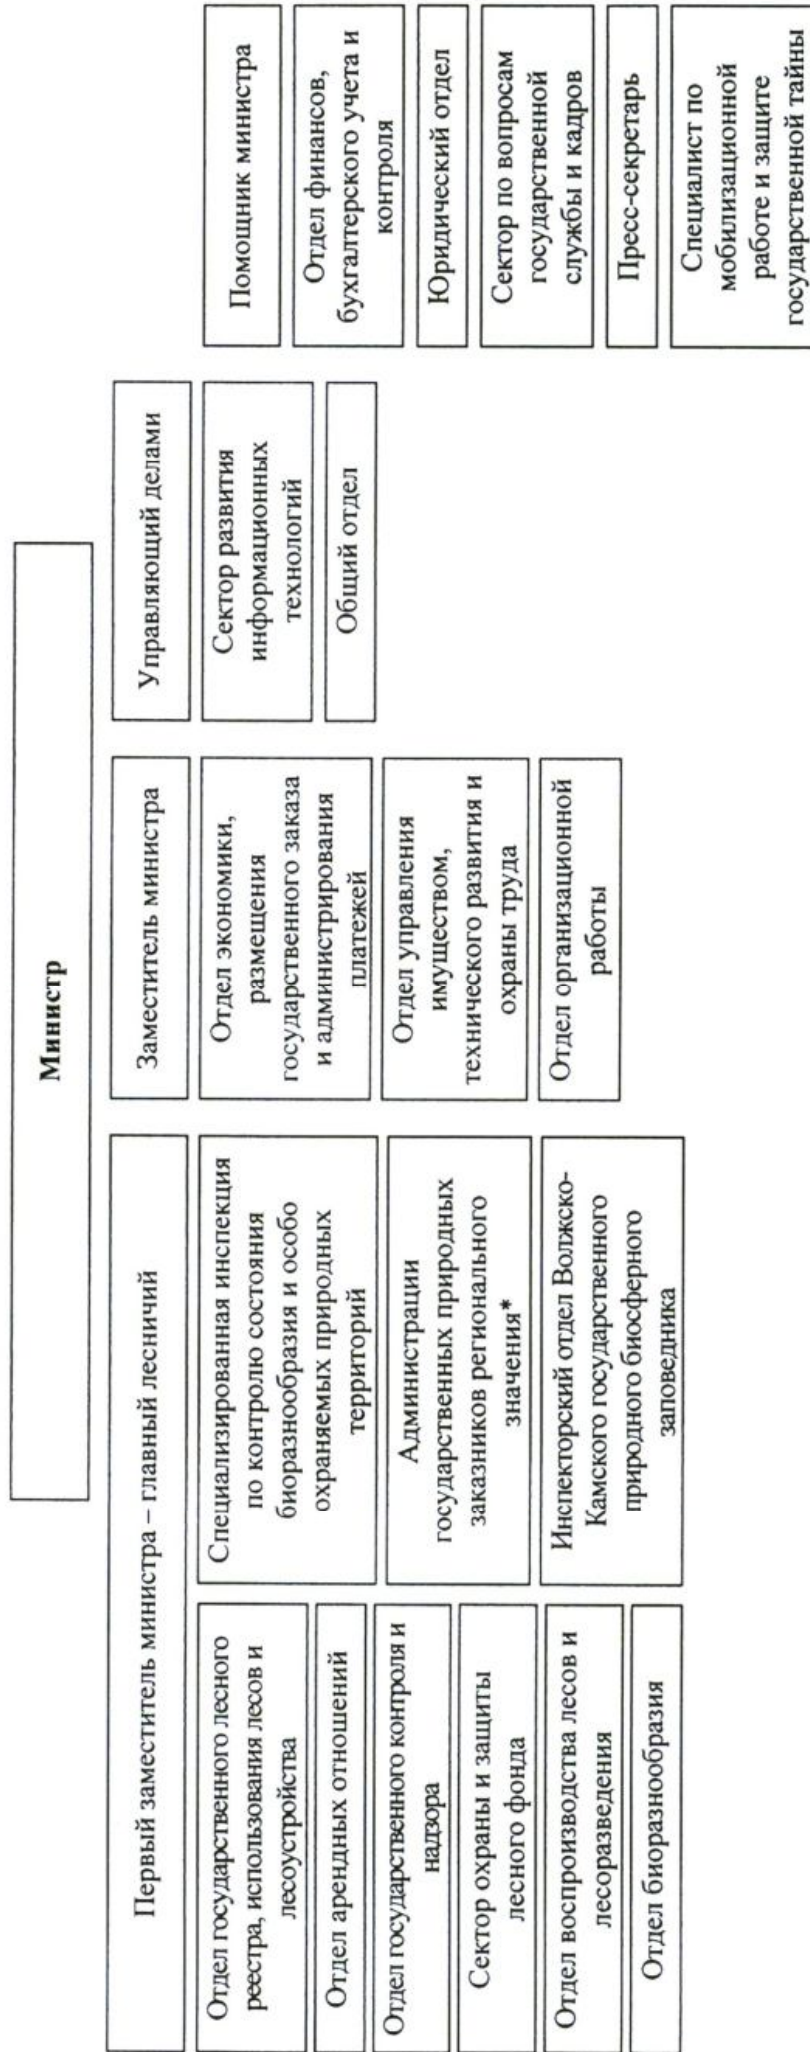 Министр
Первый заместитель министра – главный лесничий
Отдел государственного лесного
реестра, использования лесов и
лесоустройства
Отдел арендных отношений
Отдел государственного контроля и
надзора
Сектор охраны и защиты
лесного фонда
Отдел воспроизводства лесов и
лесоразведения
Отдел биоразнообразия
Специализированная инспекция
по контролю состояния
биоразнообразия и особо
охраняемых природных
территорий
Администрации
государственных природных
заказников регионального
значения*
Инспекторский отдел Волжско-
Камского государственного
природного биосферного
заповедника
Заместитель министра
Отдел экономики,
размещения
государственного заказа
и администрирования
платежей
Отдел управления
имуществом,
технического развития и
охраны труда
Отдел организационной
работы
Управляющий делами
Сектор развития
информационных
технологий
Общий отдел
Помощник министра
Отдел финансов,
бухгалтерского учета и
контроля
Юридический отдел
Сектор по вопросам
государственной
службы и кадров
Пресс-секретарь
Специалист по
мобилизационной
работе и защите
государственной тайны